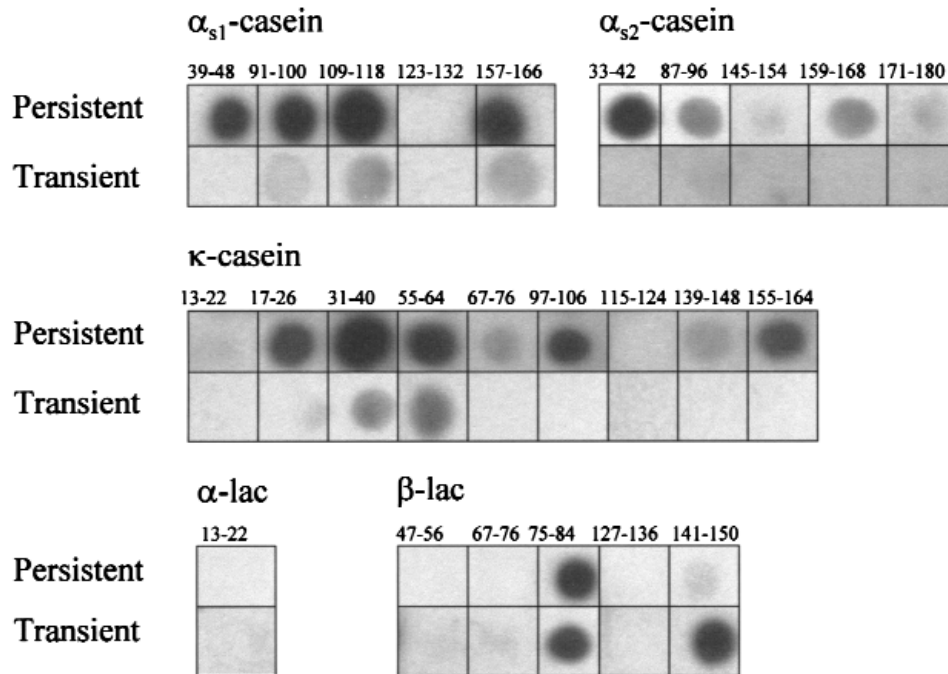 αs1-casein αs2-casein
39-48 91-100 109-118 123-132 157-166 33-42 87-96 145-154 159-168 171-180
Persistent
Transient
κ-casein
13-22 17-26 31-40 55-64 67-76 97-106 115-124 139-148 155-164
Persistent
Transient
α-lac β-lac
13-22 47-56 67-76 75-84 127-136 141-150
Persistent
Transient